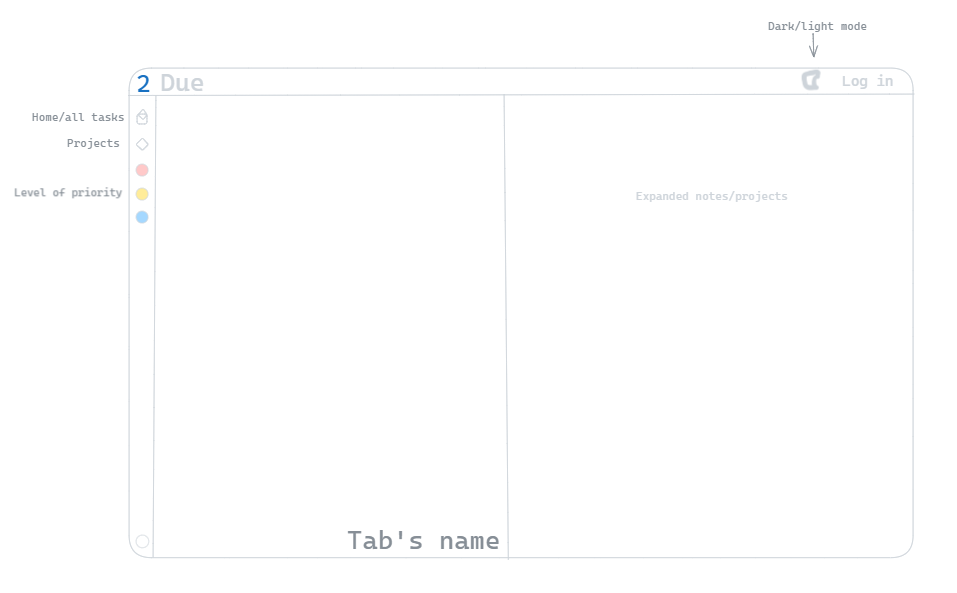 Dark/light mode
2 Due
Log in
Home/all tasks
Projects
Level of priority
Expanded notes/projects
Tab's name